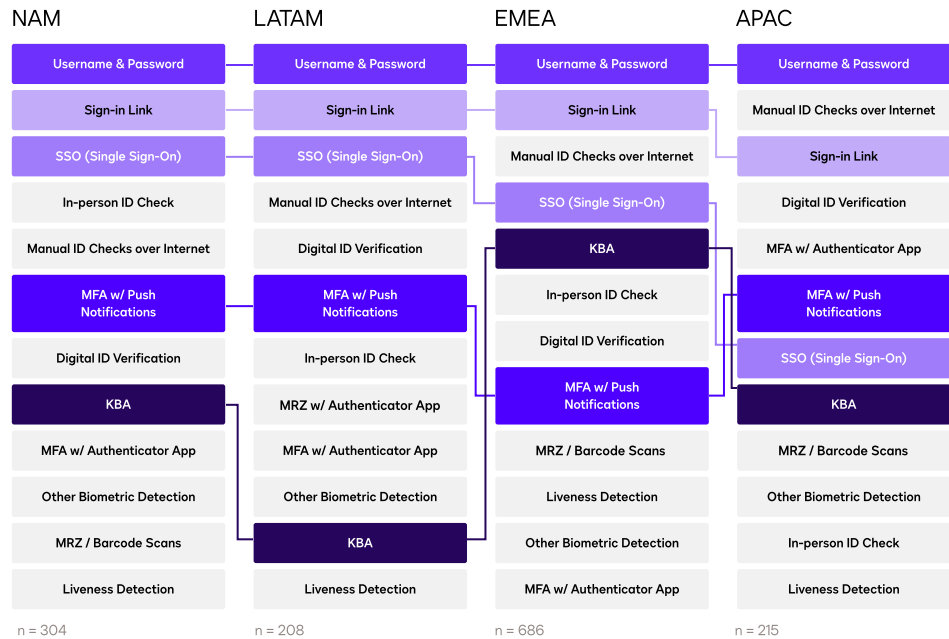 NAM
Username & Password
Sign-in Link
SSO (Single Sign-On)
In-person ID Check
Manual ID Checks over Internet
MFA w/ Push
Notifications
Digital ID Verification
KBA
MFA w/ Authenticator App
Other Biometric Detection
MRZ / Barcode Scans
Liveness Detection
n = 304
LATAM
Username & Password
Sign-in Link
SSO (Single Sign-On)
Manual ID Checks over Internet
Digital ID Verification
MFA w/ Push
Notifications
In-person ID Check
MRZ w/ Authenticator App
MFA w/ Authenticator App
Other Biometric Detection
KBA
Liveness Detection
n = 208
EMEA
Username & Password
Sign-in Link
Manual ID Checks over Internet
SSO (Single Sign-On)
KBA
In-person ID Check
Digital ID Verification
MFA w/ Push
Notifications
MRZ / Barcode Scans
Liveness Detection
Other Biometric Detection
MFA w/ Authenticator App
n = 686
APAC
Username & Password
Manual ID Checks over Internet
Sign-in Link
Digital ID Verification
MFA w/ Authenticator App
MFA w/ Push
Notifications
SSO (Single Sign-On)
KBA
MRZ / Barcode Scans
Other Biometric Detection
In-person ID Check
Liveness Detection
n = 215